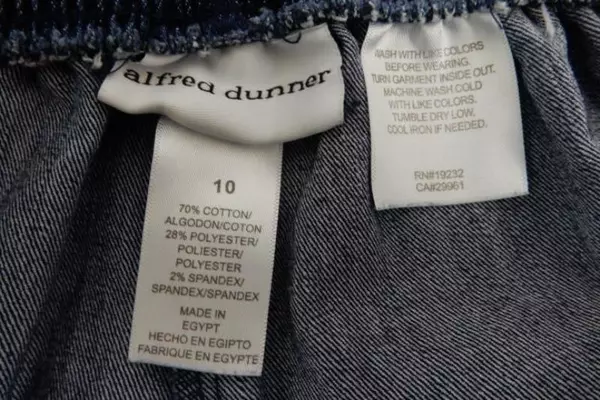 alfred dunner
10
70% COTTON/
ALGODON/COTON
28% POLYESTER/
POLIESTER/
POLYESTER
2% SPANDEX/
SPANDEX/SPANDEX
MADE IN
EGYPT
HECHO EN EGIPTO
FABRIQUE EN EGYPTE
WASH WITH LIKE COLORS
BEFORE WEARING.
TURN GARMENT INSIDE OUT.
MACHINE WASH COLD
WITH LIKE COLORS.
TUMBLE DRY LOW.
COOL IRON IF NEEDED.
RN#19232
CA#29961